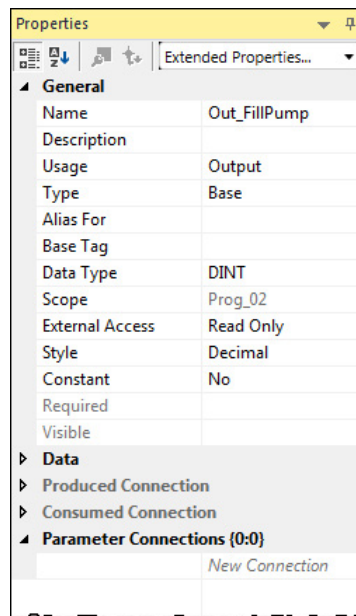 Properties
Extended Properties...
General
Name Out_FillPump
Description
Usage Output
Type Base
Alias For
Base Tag
Data Type DINT
Scope Prog_02
External Access Read Only
Style Decimal
Constant No
Required
Visible
Data
Produced Connection
Consumed Connection
Parameter Connections {0:0}
New Connection